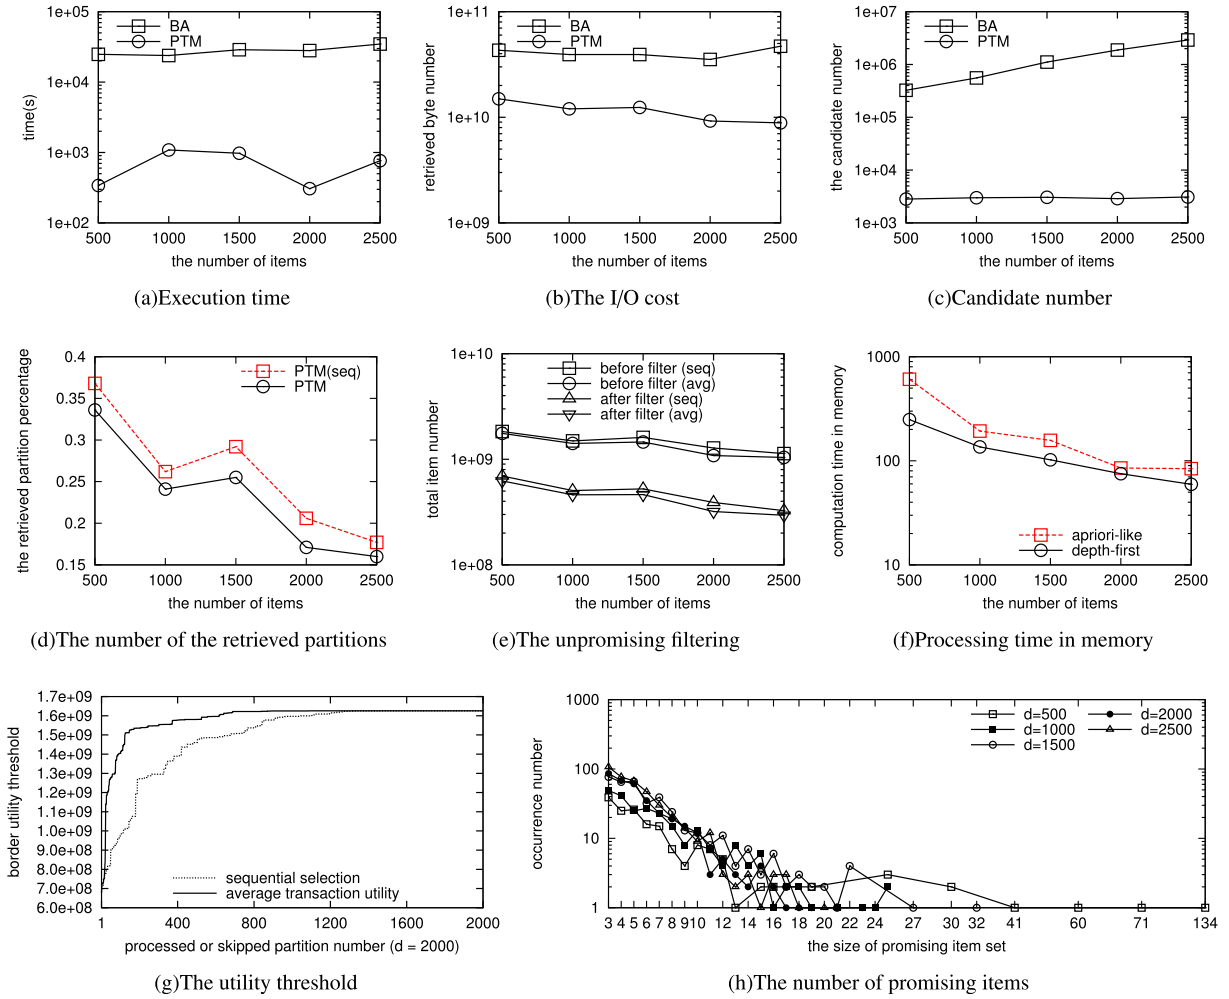 BA
PTM
1e+05
1e+04
1e+03
1e+02
time(s)
500 1000 1500 2000 2500
the number of items
(a)Execution time
BA
PTM
1e+11
1e+10
1e+09
retrieved byte number
500 1000 1500 2000 2500
the number of items
(b)The I/O cost
BA
PTM
1e+07
1e+06
1e+05
1e+04
1e+03
the candidate number
500 1000 1500 2000 2500
the number of items
(c)Candidate number
PTM(seq)
PTM
0.4
0.35
0.3
0.25
0.2
0.15
the retrieved partition percentage
500 1000 1500 2000 2500
the number of items
(d)The number of the retrieved partitions
before filter (seq)
before filter (avg)
after filter (seq)
after filter (avg)
1e+10
1e+09
1e+08
total item number
500 1000 1500 2000 2500
the number of items
(e)The unpromising filtering
1000
100
10
computation time in memory
apriori-like
depth-first
500 1000 1500 2000 2500
the number of items
(f)Processing time in memory
1.7e+09
1.6e+09
1.5e+09
1.4e+09
1.3e+09
1.2e+09
1.1e+09
1.0e+09
9.0e+08
8.0e+08
7.0e+08
6.0e+08
border utility threshold
sequential selection
average transaction utility
1 400 800 1200 1600 2000
processed or skipped partition number (d = 2000)
(g)The utility threshold
1000
100
10
1
occurrence number
d=500
d=1000
d=1500
d=2000
d=2500
3 4 5 6 7 8 9 10 12 14 16 18 20 22 24 27 30 32 41 60 71 134
the size of promising item set
(h)The number of promising items